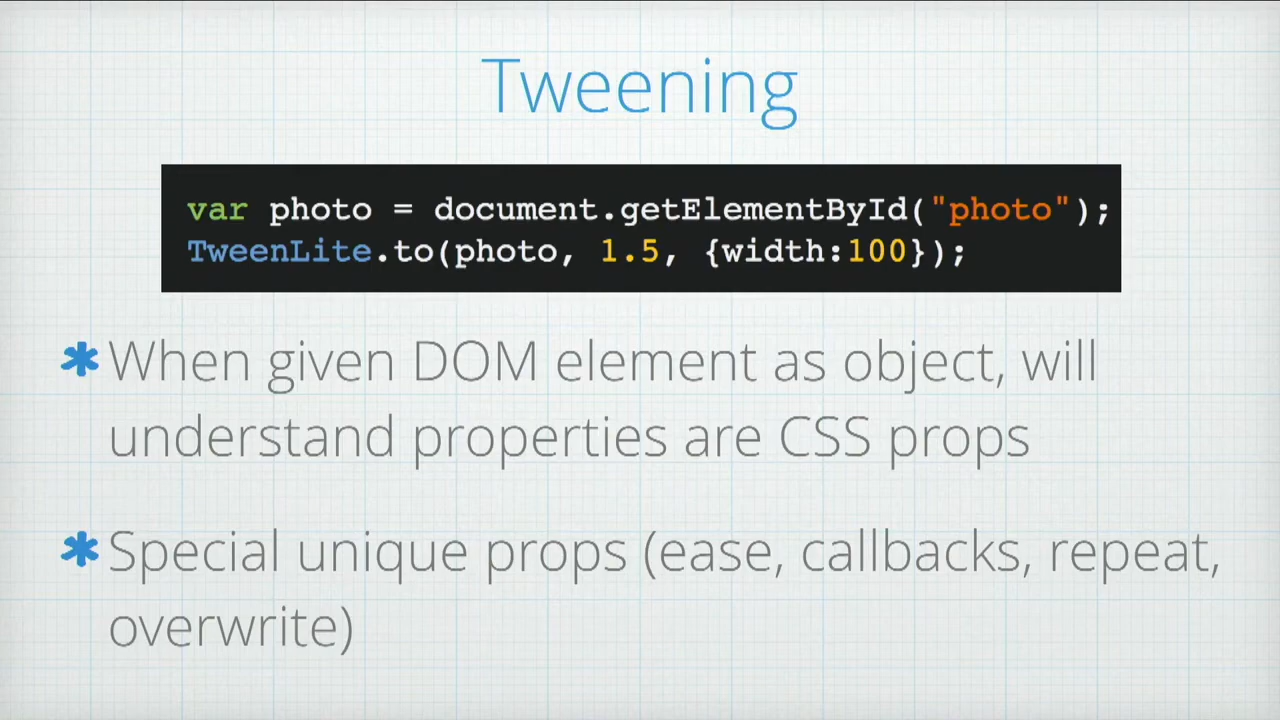 Tweening
var photo = document.getElementById("photo");
TweenLite.to(photo, 1.5, {width:100});
* When given DOM element as object, will
understand properties are CSS props
* Special unique props (ease, callbacks, repeat,
overwrite)